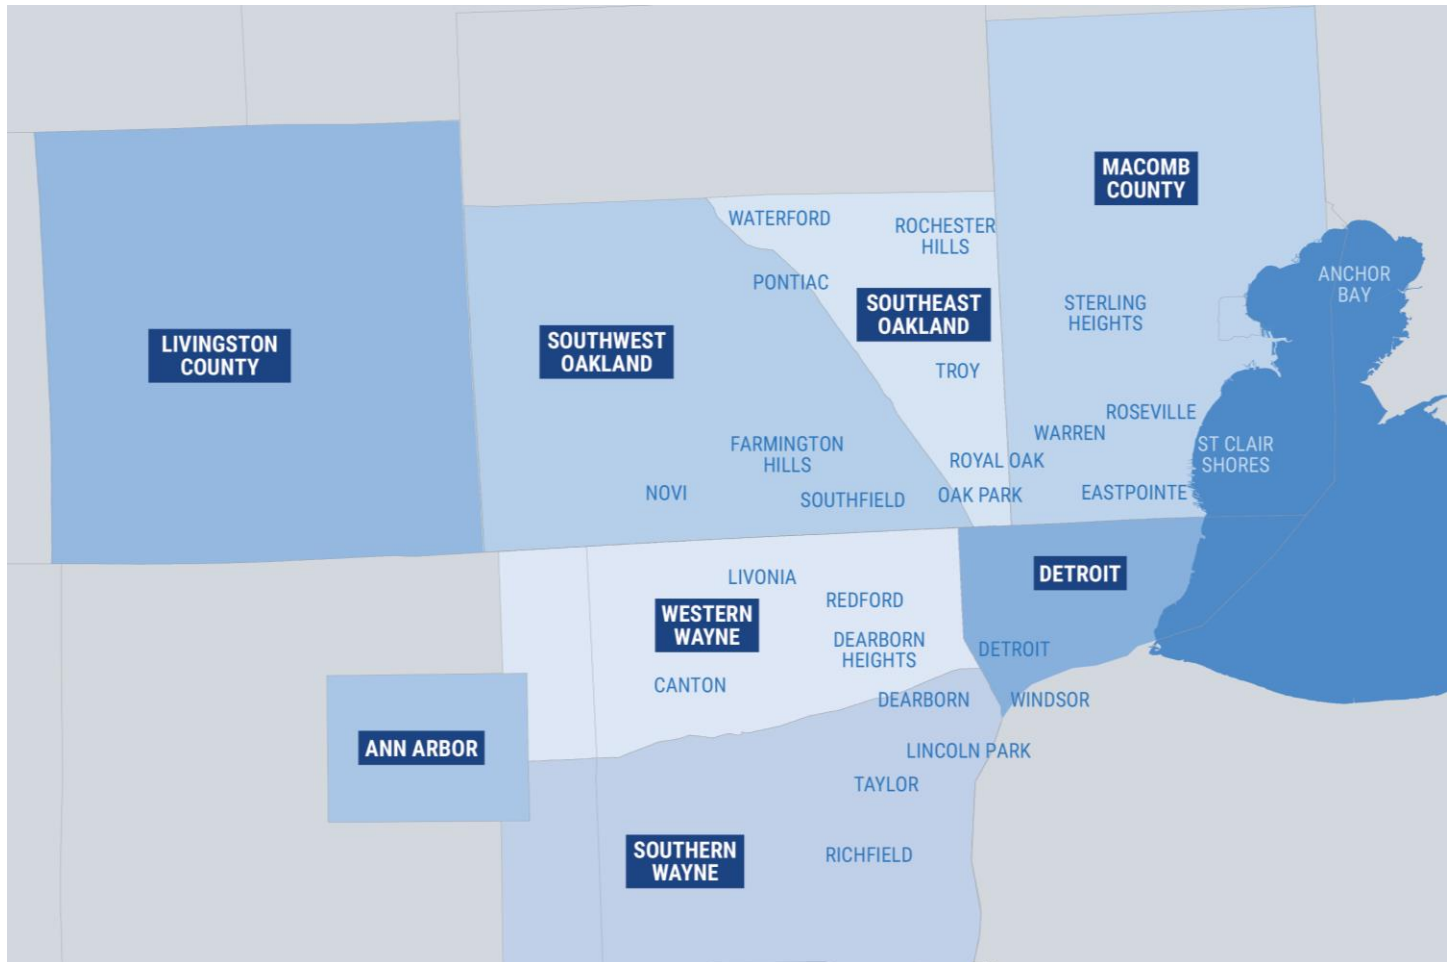 MACOMB
COUNTY
WATERFORD
ROCHESTER
HILLS
PONTIAC
ANCHOR
BAY
SOUTHEAST
OAKLAND
STERLING
HEIGHTS
LIVINGSTON
COUNTY
SOUTHWEST
OAKLAND
TROY
ROSEVILLE
WARREN
FARMINGTON
HILLS
ST CLAIR
SHORES
ROYAL OAK
NOVI
SOUTHFIELD
OAK PARK
EASTPOINTE
LIVONIA
DETROIT
REDFORD
WESTERN
WAYNE
DEARBORN
HEIGHTS
DETROIT
CANTON
DEARBORN
WINDSOR
ANN ARBOR
LINCOLN PARK
TAYLOR
SOUTHERN
WAYNE
RICHFIELD